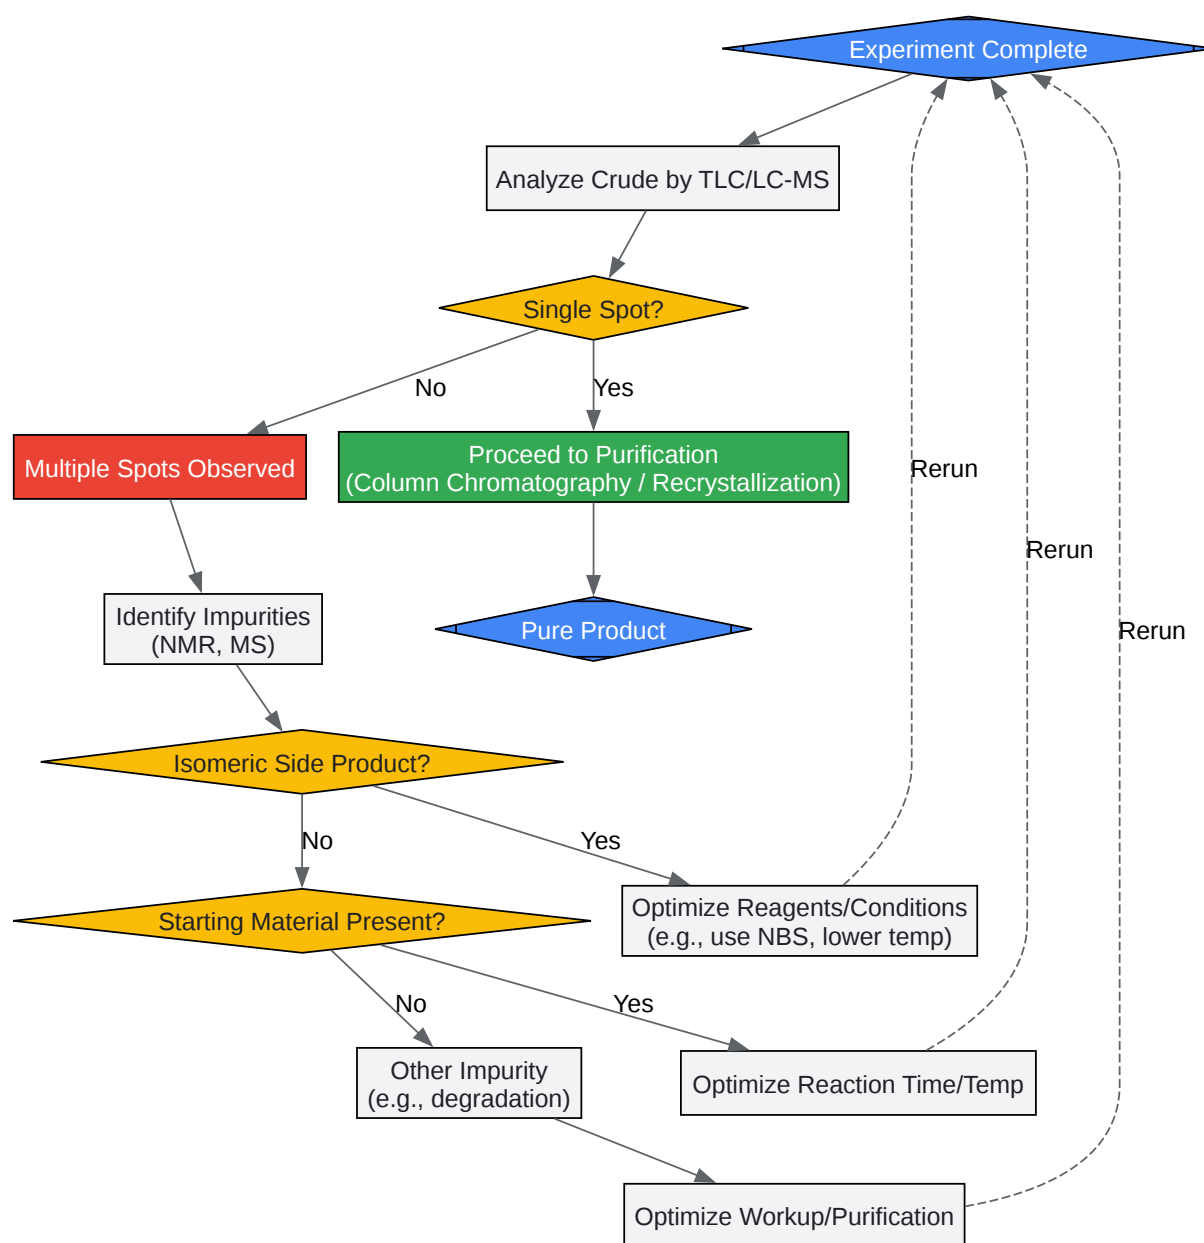 Experiment Complete
Analyze Crude by TLC/LC-MS
Single Spot?
No
Yes
Multiple Spots Observed
Proceed to Purification
(Column Chromatography / Recrystallization)
Rerun
Rerun
Identify Impurities
(NMR, MS)
Pure Product
Rerun
Isomeric Side Product?
No
Yes
Starting Material Present?
Optimize Reagents/Conditions
(e.g., use NBS, lower temp)
No
Yes
Other Impurity
(e.g., degradation)
Optimize Reaction Time/Temp
Optimize Workup/Purification